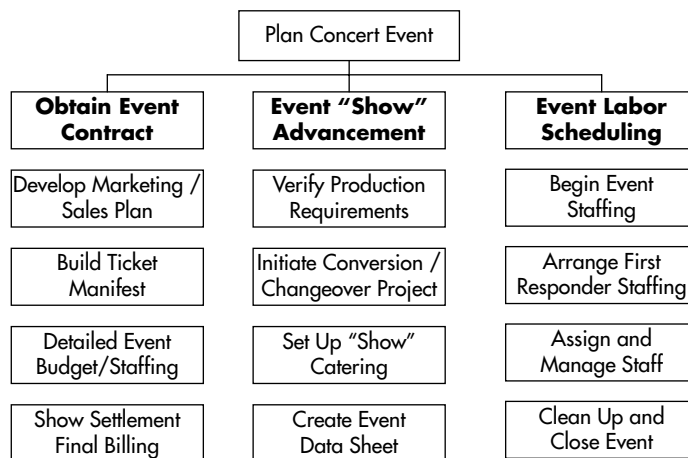 Plan Concert Event
Obtain Event
Contract
Develop Marketing /
Sales Plan
Build Ticket
Manifest
Detailed Event
Budget/Staffing
Show Settlement
Final Billing
Event “Show”
Advancement
Verify Production
Requirements
Initiate Conversion /
Changeover Project
Set Up “Show”
Catering
Create Event
Data Sheet
Event Labor
Scheduling
Begin Event
Staffing
Arrange First
Responder Staffing
Assign and
Manage Staff
Clean Up and
Close Event